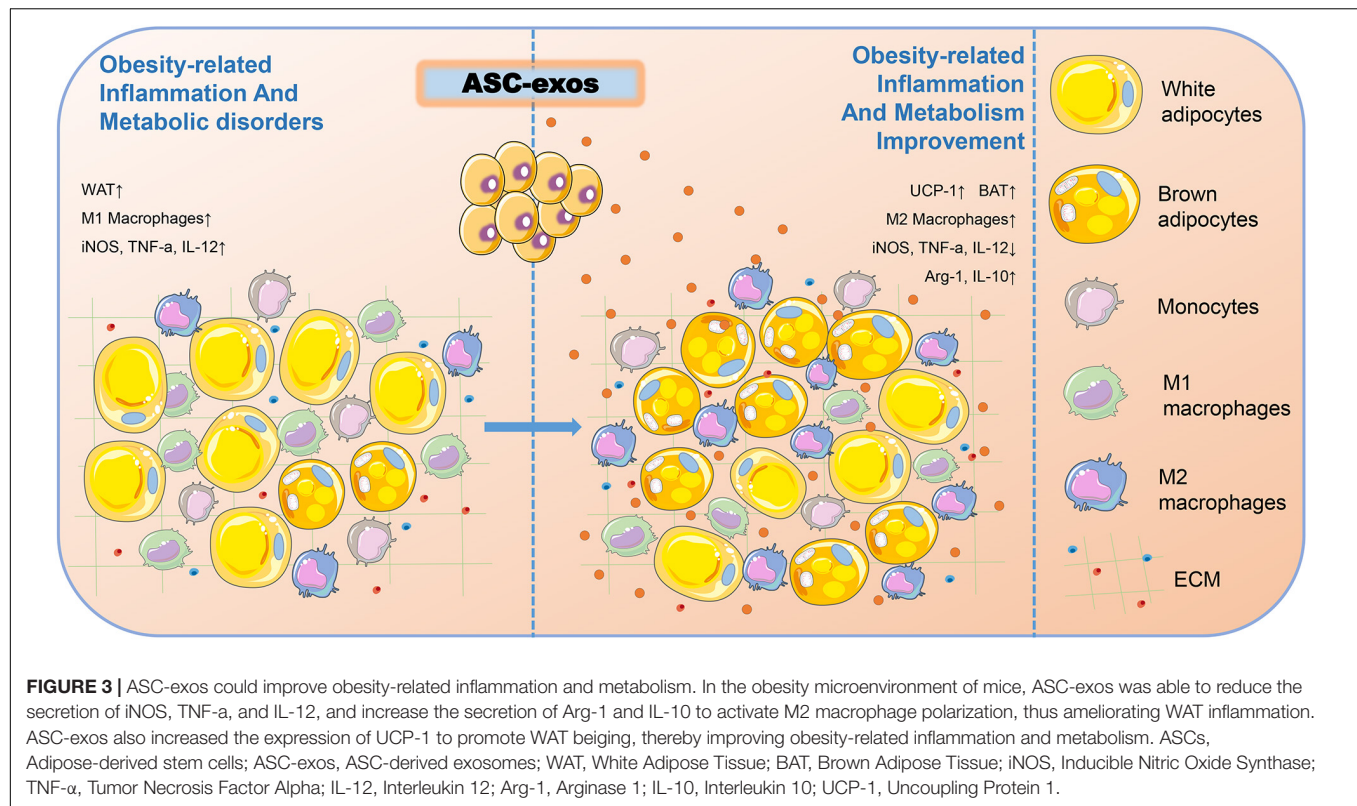 Obesity-related
Inflammation And
Metabolic disorders
ASC-exos
Obesity-related
Inflammation
And Metabolism
Improvement
WAT↑
M1 Macrophages↑
iNOS, TNF-a, IL-12↑
UCP-1↑ BAT↑
M2 Macrophages↑
iNOS, TNF-a, IL-12↓
Arg-1, IL-10↑
White
adipocytes
Brown
adipocytes
Monocytes
M1
macrophages
M2
macrophages
ECM
FIGURE 3 | ASC-exos could improve obesity-related inflammation and metabolism. In the obesity microenvironment of mice, ASC-exos was able to reduce the
secretion of iNOS, TNF-a, and IL-12, and increase the secretion of Arg-1 and IL-10 to activate M2 macrophage polarization, thus ameliorating WAT inflammation.
ASC-exos also increased the expression of UCP-1 to promote WAT beiging, thereby improving obesity-related inflammation and metabolism. ASCs,
Adipose-derived stem cells; ASC-exos, ASC-derived exosomes; WAT, White Adipose Tissue; BAT, Brown Adipose Tissue; iNOS, Inducible Nitric Oxide Synthase;
TNF-α, Tumor Necrosis Factor Alpha; IL-12, Interleukin 12; Arg-1, Arginase 1; IL-10, Interleukin 10; UCP-1, Uncoupling Protein 1.